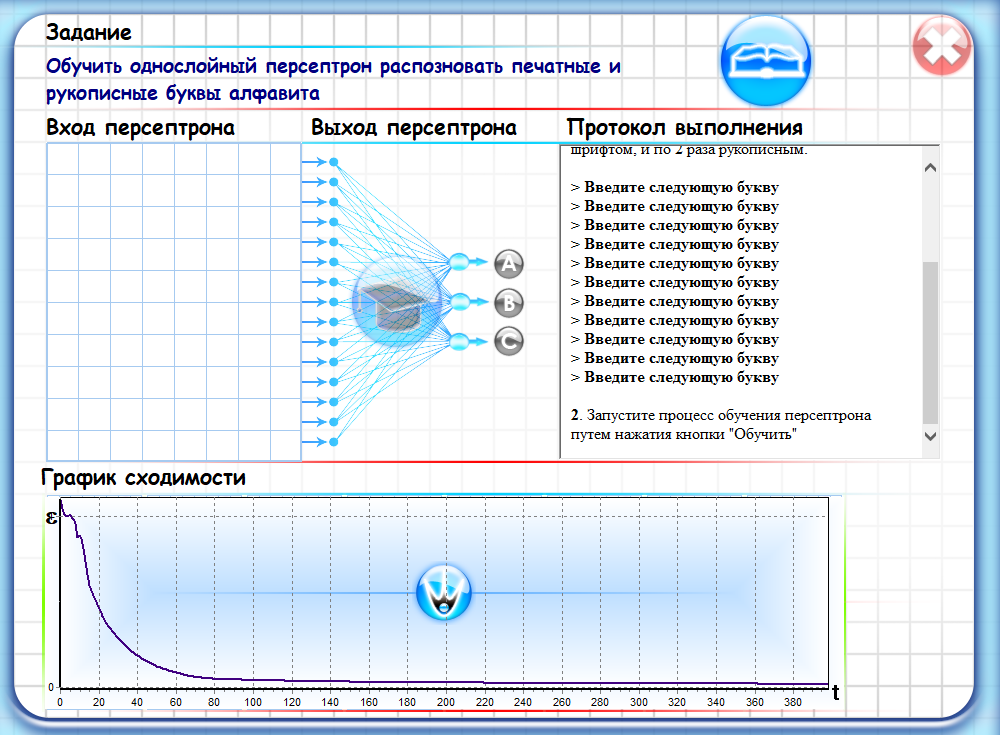 Задание
Обучить однослойный персептрон распозновать печатные и
рукописные буквы алфавита
Вход персептрона
Выход персептрона
Протокол выполнения
шрифтом, и по 2 раза рукописным.
> Введите следующую букву
> Введите следующую букву
> Введите следующую букву
> Введите следующую букву
> Введите следующую букву
> Введите следующую букву
> Введите следующую букву
> Введите следующую букву
> Введите следующую букву
> Введите следующую букву
> Введите следующую букву
2. Запустите процесс обучения персептрона
путем нажатия кнопки "Обучить"
A
B
C
График сходимости
ε
0
0 20 40 60 80 100 120 140 160 180 200 220 240 260 280 300 320 340 360 380
t